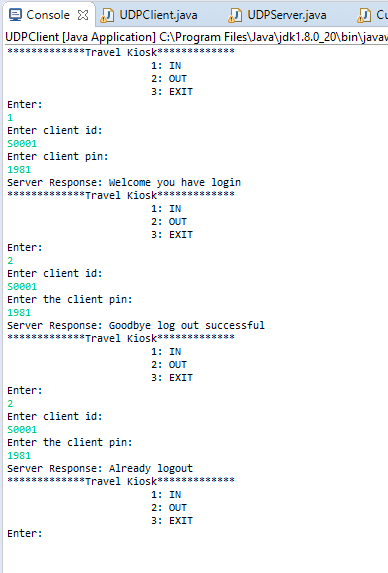 Console UDPClient.java UDPServer.java
UDPClient [Java Application] C:\Program Files\Java\jdk1.8.0_20\bin\javaw
*************Travel Kiosk*************
1: IN
2: OUT
3: EXIT
Enter:
1
Enter client id:
S0001
Enter client pin:
1981
Server Response: Welcome you have login
*************Travel Kiosk*************
1: IN
2: OUT
3: EXIT
Enter:
2
Enter client id:
S0001
Enter the client pin:
1981
Server Response: Goodbye log out successful
*************Travel Kiosk*************
1: IN
2: OUT
3: EXIT
Enter:
2
Enter client id:
S0001
Enter the client pin:
1981
Server Response: Already logout
*************Travel Kiosk*************
1: IN
2: OUT
3: EXIT
Enter: